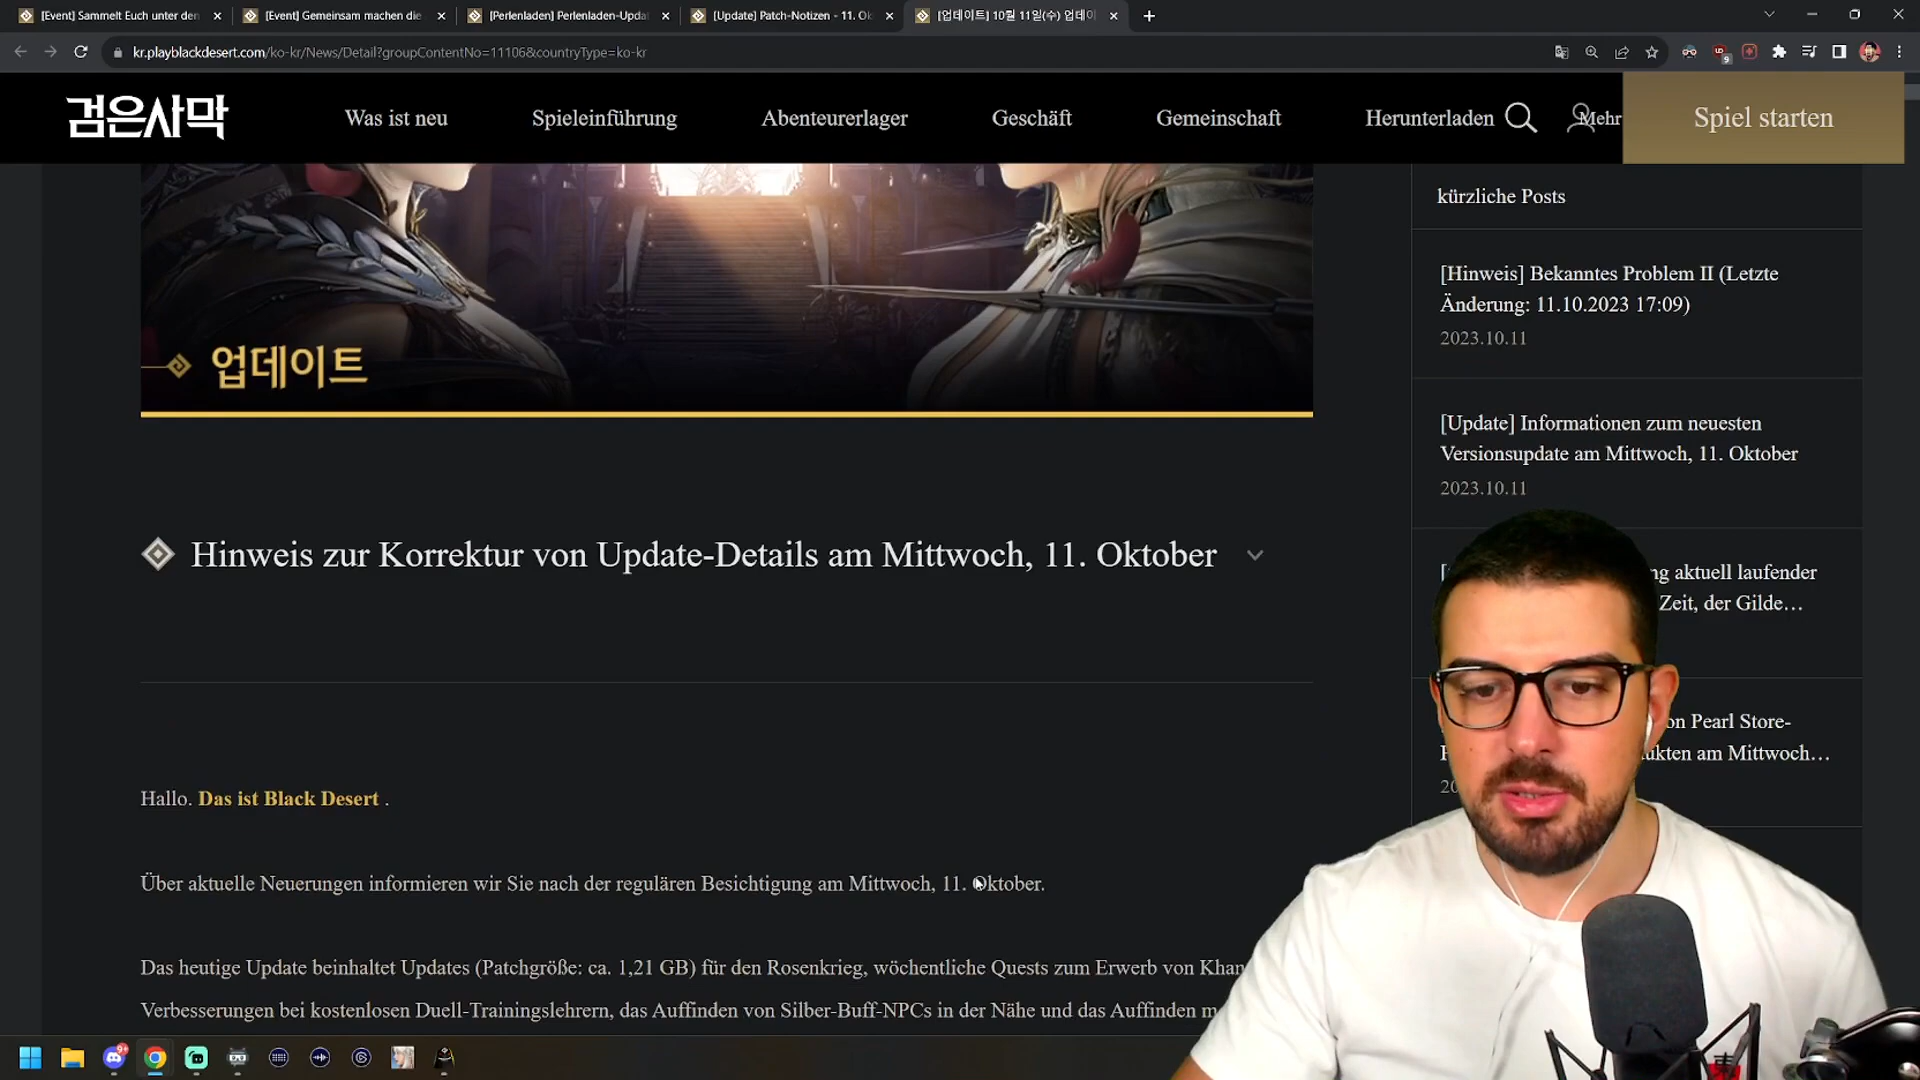 [Event] Sammelt Euch unter den
[Event] Gemeinsam machen die
[Perlenladen] Perlenladen-Upda
[Update] Patch-Notizen - 11. Ok
[업데이트] 10월 11일(수) 업데이
kr.playblackdesert.com/ko-kr/News/Detail?groupContentNo=11106&countryType=ko-kr
9
검은사막
Was ist neu
Spieleinführung
Abenteurerlager
Geschäft
Gemeinschaft
Herunterladen
Mehr
Spiel starten
업데이트
Hinweis zur Korrektur von Update-Details am Mittwoch, 11. Oktober
Hallo. Das ist Black Desert .
Über aktuelle Neuerungen informieren wir Sie nach der regulären Besichtigung am Mittwoch, 11. Oktober.
Das heutige Update beinhaltet Updates (Patchgröße: ca. 1,21 GB) für den Rosenkrieg, wöchentliche Quests zum Erwerb von Khan
Verbesserungen bei kostenlosen Duell-Trainingslehrern, das Auffinden von Silber-Buff-NPCs in der Nähe und das Auffinden m
kürzliche Posts
[Hinweis] Bekanntes Problem II (Letzte
Änderung: 11.10.2023 17:09)
2023.10.11
[Update] Informationen zum neuesten
Versionsupdate am Mittwoch, 11. Oktober
2023.10.11
ng aktuell laufender
Zeit, der Gilde…
on Pearl Store-
ukten am Mittwoch…
20